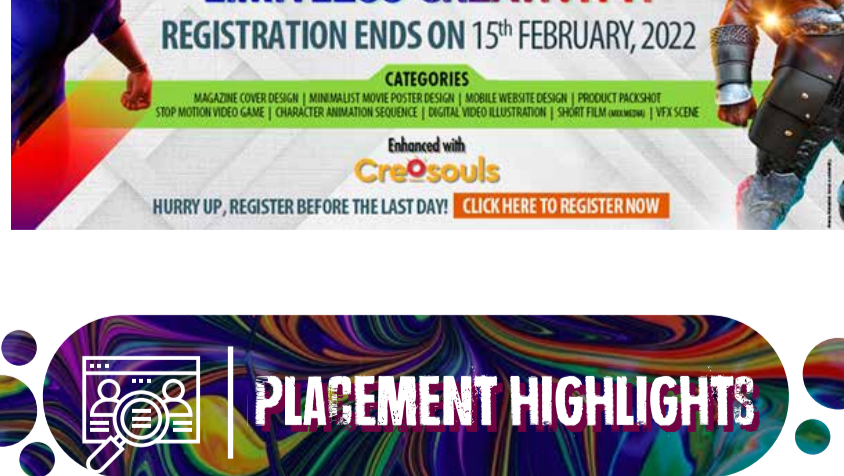 REGISTRATION ENDS ON 15th FEBRUARY, 2022
CATEGORIES
MAGAZINE COVER DESIGN | MINIMALIST MOVIE POSTER DESIGN | MOBILE WEBSITE DESIGN | PRODUCT PACKSHOT
STOP MOTION VIDEO GAME | CHARACTER ANIMATION SEQUENCE | DIGITAL VIDEO ILLUSTRATION | SHORT FILM (MIX MEDIA) | VFX SCENE
Enhanced with
Creosouls
HURRY UP, REGISTER BEFORE THE LAST DAY! CLICK HERE TO REGISTER NOW
PLACEMENT HIGHLIGHTS